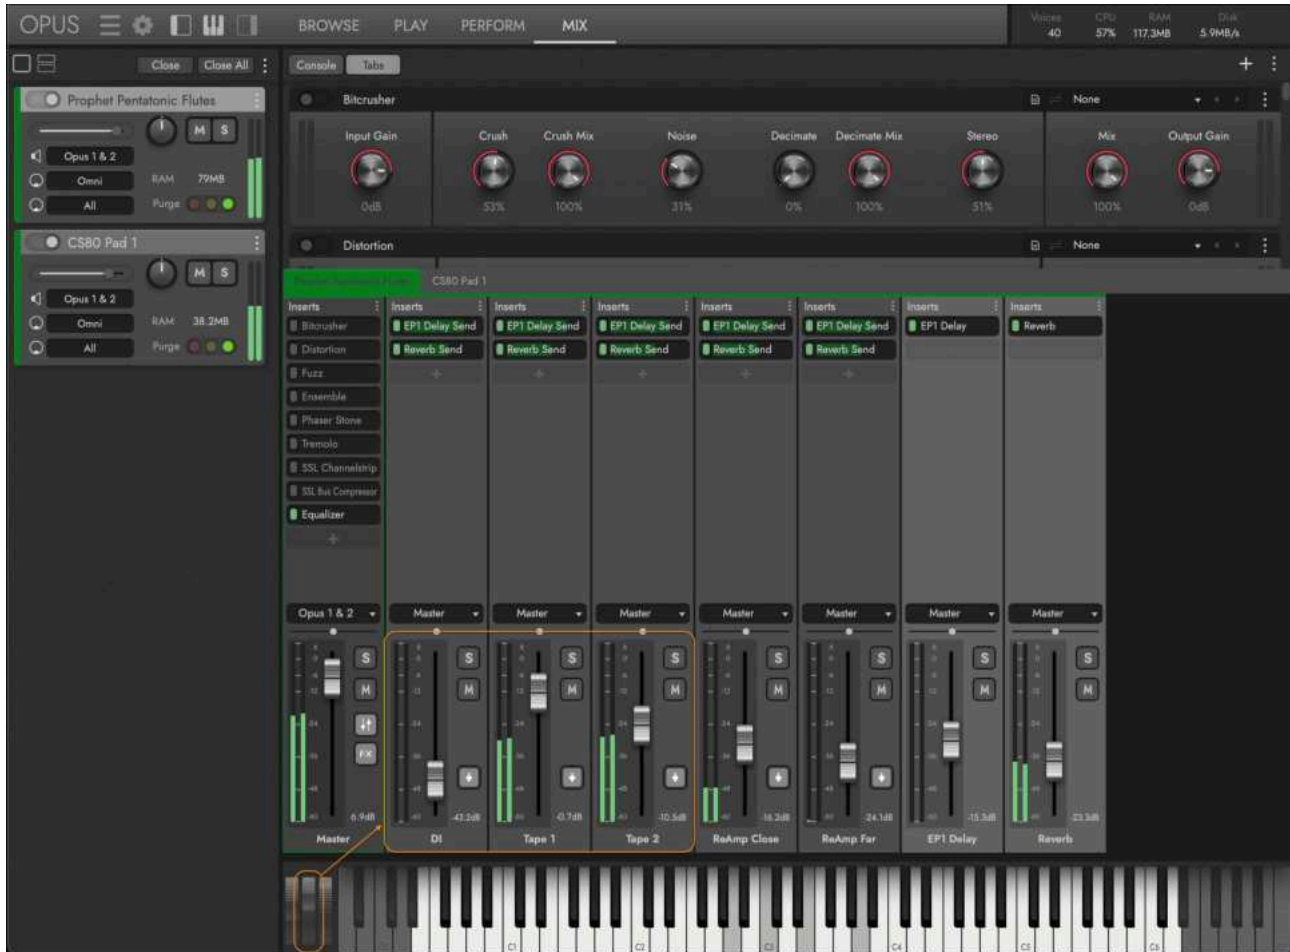 OPUS
BROWSE PLAY PERFORM MIX
Voices CPU RAM Disk
40 57% 117.3MB 5.9MB/s
Close Close All
Console Tabs
Prophet Pentatonic Flutes
M S
Opus 1 & 2
Omni RAM 79MB
All Purge
CS80 Pad 1
M S
Opus 1 & 2
Omni RAM 38.2MB
All Purge
Bitcrusher None
Input Gain Crush Crush Mix Noise Decimate Decimate Mix Stereo Mix Output Gain
0dB 53% 100% 31% 0% 100% 51% 100% 0dB
Distortion None
Prophet Pentatonic Flutes CS80 Pad 1
Inserts Inserts Inserts Inserts Inserts Inserts Inserts Inserts
Bitcrusher EP1 Delay Send EP1 Delay Send EP1 Delay Send EP1 Delay Send EP1 Delay Send EP1 Delay Reverb
Distortion Reverb Send Reverb Send Reverb Send Reverb Send Reverb Send
Fuzz
Ensemble
Phaser Stone
Tremolo
SSL Channelstrip
SSL Bus Compressor
Equalizer
Opus 1 & 2 Master Master Master Master Master Master Master
S S S S S S S S
M M M M M M M M
FX
6.9dB -43.2dB -0.7dB -10.5dB -16.2dB -24.1dB -15.3dB -23.3dB
Master DI Tape 1 Tape 2 ReAmp Close ReAmp Far EP1 Delay Reverb
C1 C2 C3 C4 C5 C6